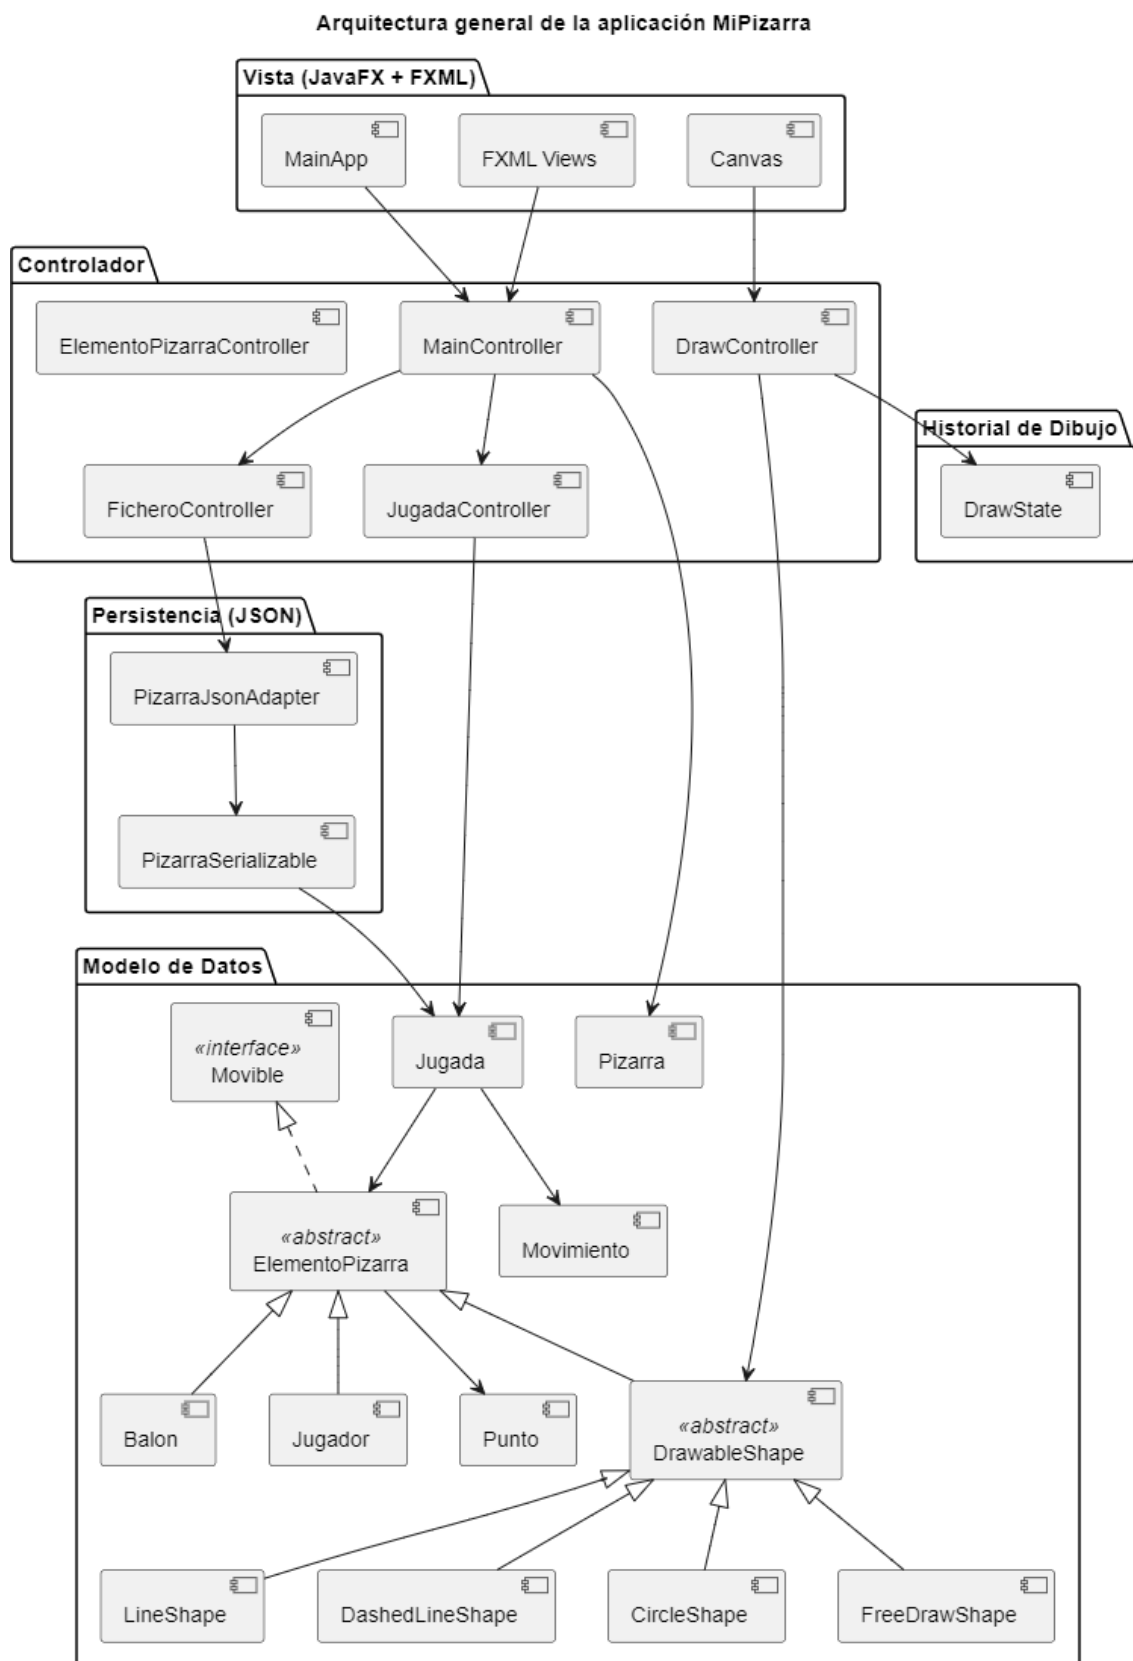 Arquitectura general de la aplicación MiPizarra
Vista (JavaFX + FXML)
MainApp
FXML Views
Canvas
Controlador
ElementoPizarraController
MainController
DrawController
Historial de Dibujo
FicheroController
JugadaController
DrawState
Persistencia (JSON)
PizarraJsonAdapter
PizarraSerializable
Modelo de Datos
«interface»
Movible
Jugada
Pizarra
«abstract»
ElementoPizarra
Movimiento
Balon
Jugador
Punto
«abstract»
DrawableShape
LineShape
DashedLineShape
CircleShape
FreeDrawShape